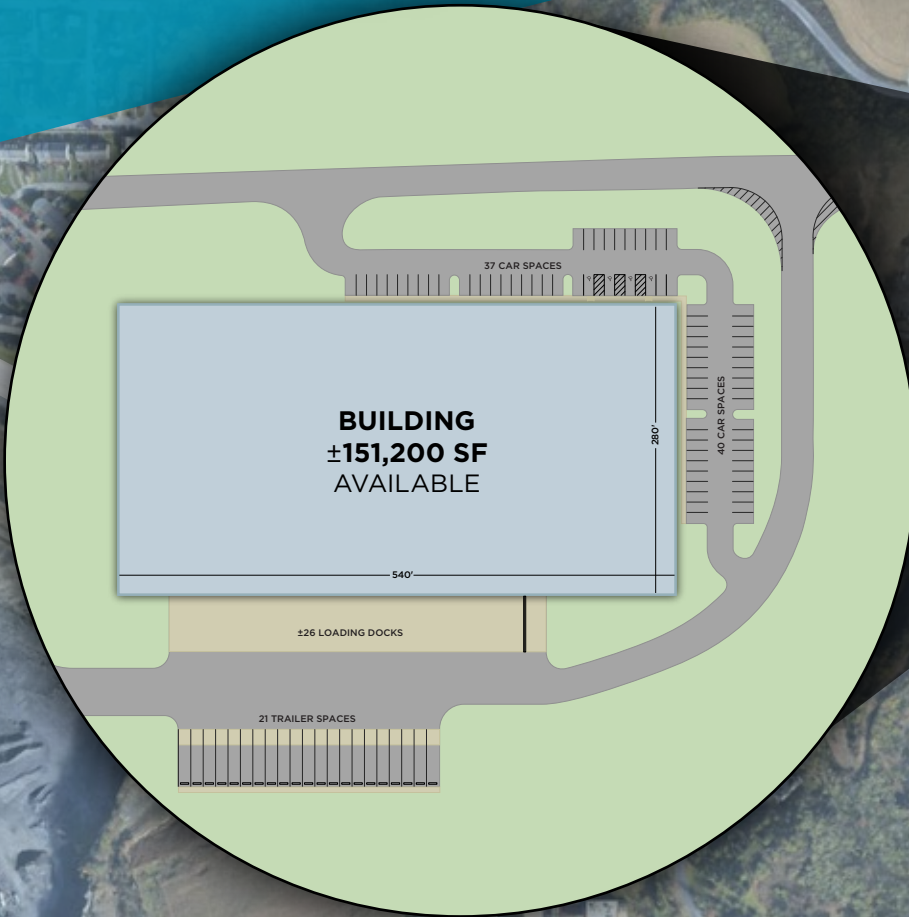 37 CAR SPACES
BUILDING
±151,200 SF
AVAILABLE
280'
40 CAR SPACES
540'
±26 LOADING DOCKS
21 TRAILER SPACES